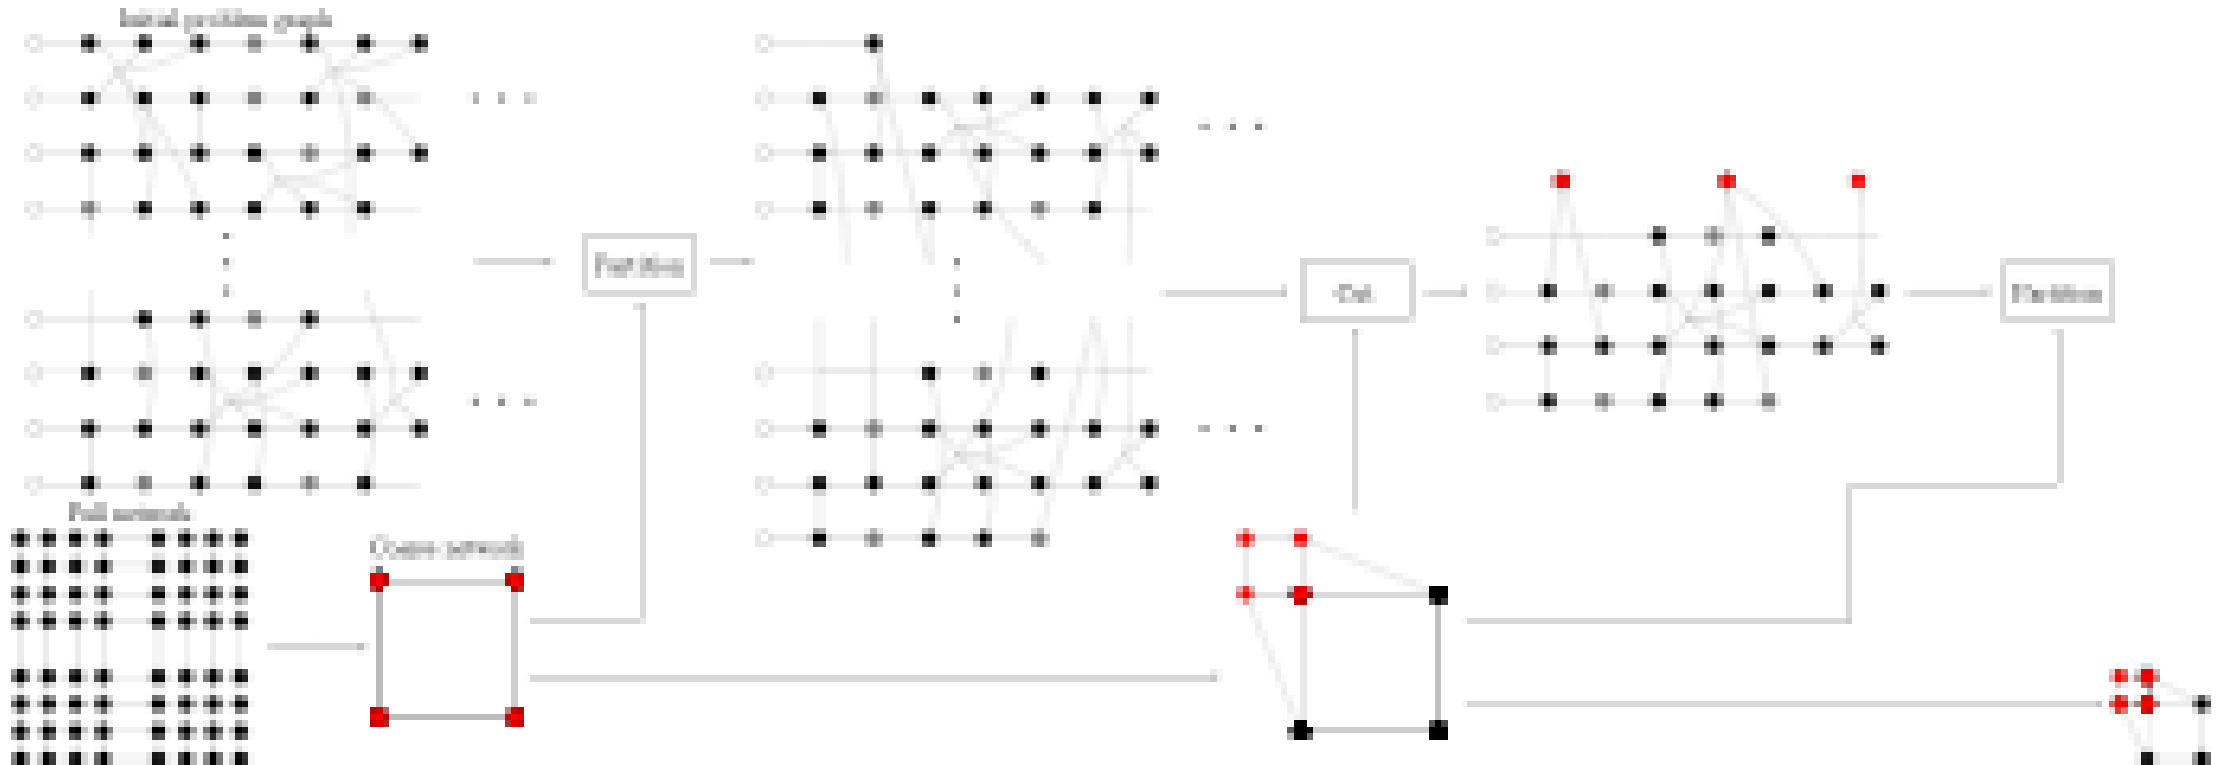 Initial problem graph
Partition
Cut
Partition
Full network
Coarse network